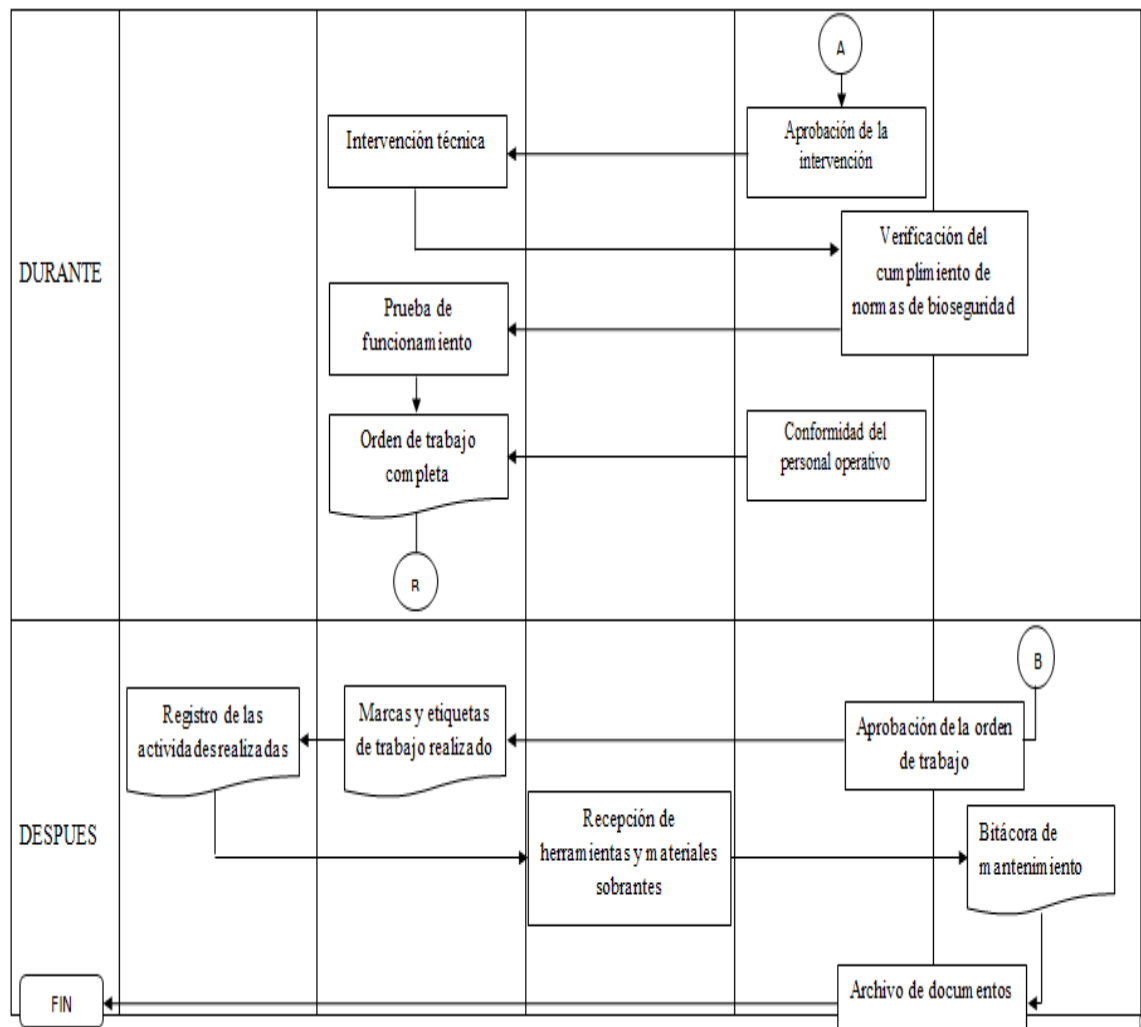 A
Intervención técnica
Aprobación de la
intervención
DURANTE
Verificación del
cumplimiento de
normas de bioseguridad
Prueba de
funcionamiento
Orden de trabajo
completa
Conformidad del
personal operativo
B
B
Registro de las
actividades realizadas
Marcas y etiquetas
de trabajo realizado
Aprobación de la orden
de trabajo
DESPUES
Recepción de
herramientas y materiales
sobrantes
Bitácora de
mantenimiento
FIN
Archivo de documentos